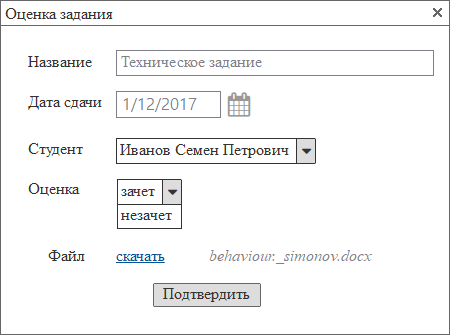 Оценка задания
Название Техническое задание
Дата сдачи 1/12/2017
Студент Иванов Семен Петрович
Оценка зачет
незачет
Файл скачать behaviour._simonov.docx
Подтвердить